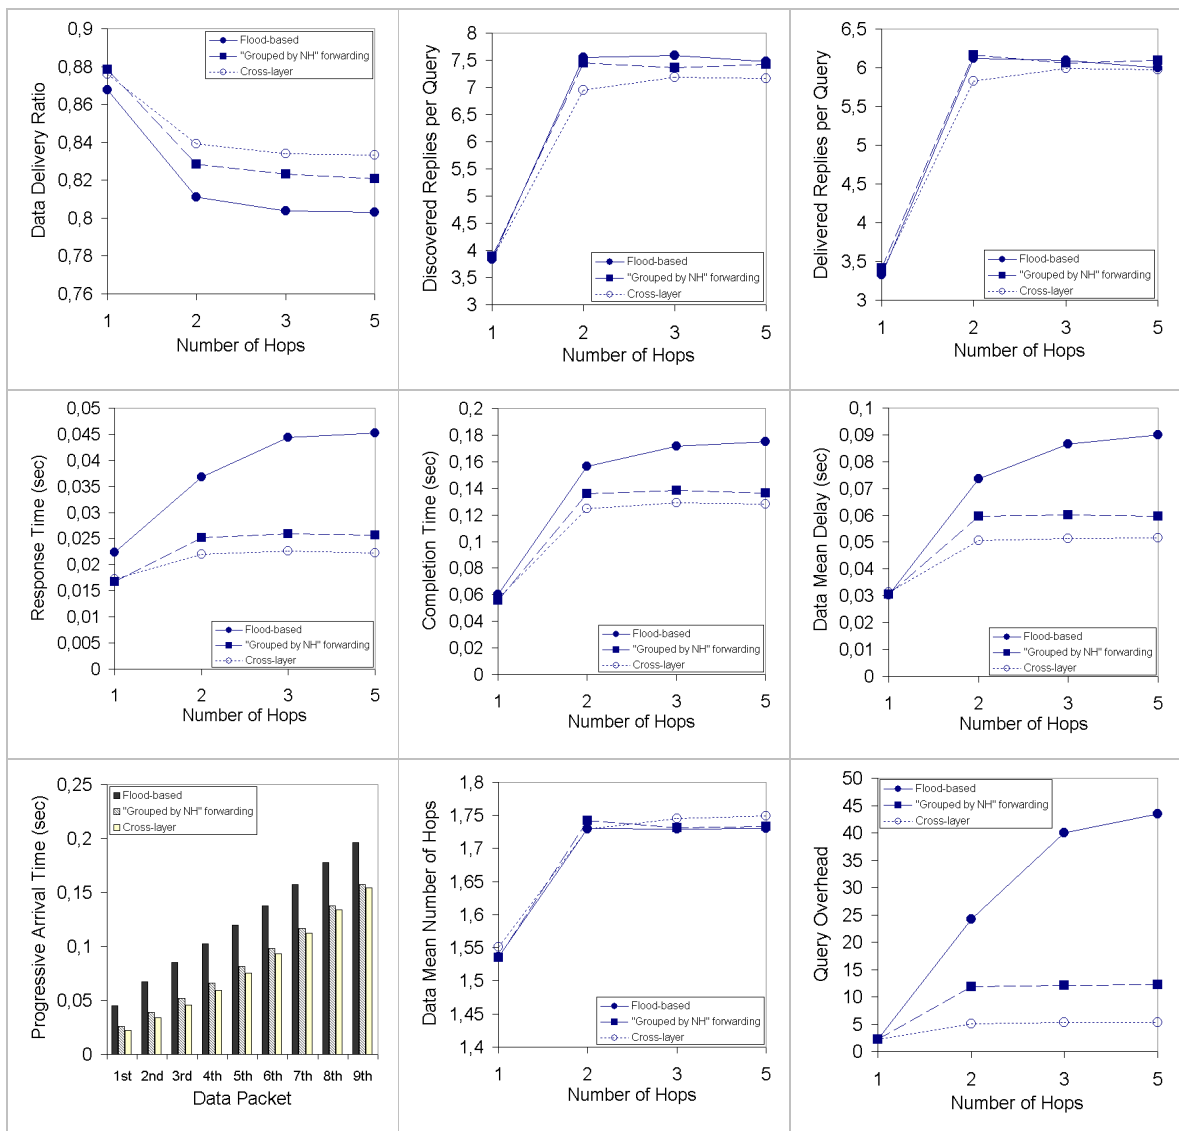 0,9
0,88
0,86
0,84
0,82
0,8
0,78
0,76
Data Delivery Ratio
Flood-based
"Grouped by NH" forwarding
Cross-layer
1 2 3 5
Number of Hops
8
7,5
7
6,5
6
5,5
5
4,5
4
3,5
3
Discovered Replies per Query
Flood-based
"Grouped by NH" forwarding
Cross-layer
1 2 3 5
Number of Hops
6,5
6
5,5
5
4,5
4
3,5
3
Delivered Replies per Query
Flood-based
"Grouped by NH" forwarding
Cross-layer
1 2 3 5
Number of Hops
0,05
0,045
0,04
0,035
0,03
0,025
0,02
0,015
0,01
0,005
0
Response Time (sec)
Flood-based
"Grouped by NH" forwarding
Cross-layer
1 2 3 5
Number of Hops
0,2
0,18
0,16
0,14
0,12
0,1
0,08
0,06
0,04
0,02
0
Completion Time (sec)
Flood-based
"Grouped by NH" forwarding
Cross-layer
1 2 3 5
Number of Hops
0,1
0,09
0,08
0,07
0,06
0,05
0,04
0,03
0,02
0,01
0
Data Mean Delay (sec)
Flood-based
"Grouped by NH" forwarding
Cross-layer
1 2 3 5
Number of Hops
0,25
0,2
0,15
0,1
0,05
0
Progressive Arrival Time (sec)
Flood-based
"Grouped by NH" forwarding
Cross-layer
1st 2nd 3rd 4th 5th 6th 7th 8th 9th
Data Packet
1,8
1,75
1,7
1,65
1,6
1,55
1,5
1,45
1,4
Data Mean Number of Hops
Flood-based
"Grouped by NH" forwarding
Cross-layer
1 2 3 5
Number of Hops
50
45
40
35
30
25
20
15
10
5
0
Query Overhead
Flood-based
"Grouped by NH" forwarding
Cross-layer
1 2 3 5
Number of Hops